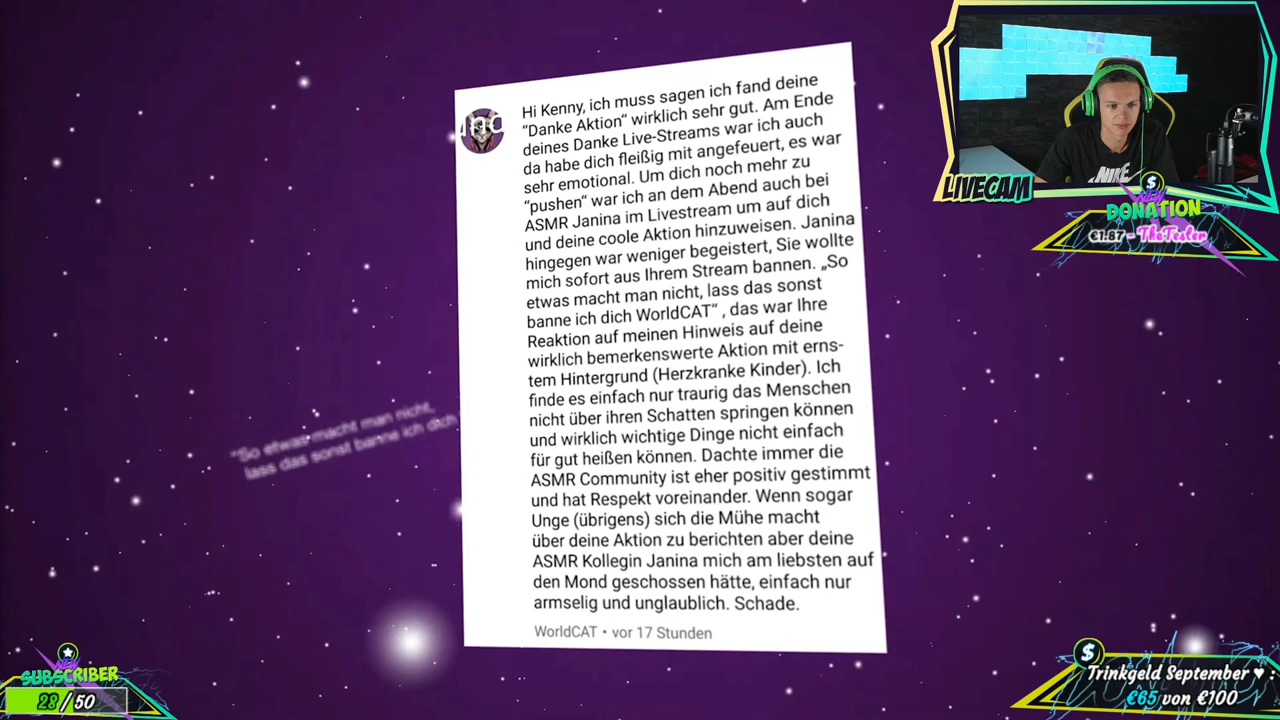 Hi Kenny, ich muss sagen ich fand deine
“Danke Aktion“ wirklich sehr gut. Am Ende
deines Danke Live-Streams war ich auch
da habe dich fleißig mit angefeuert, es war
sehr emotional. Um dich noch mehr zu
“pushen“ war ich an dem Abend auch bei
ASMR Janina im Livestream um auf dich
und deine coole Aktion hinzuweisen. Janina
hingegen war weniger begeistert, Sie wollte
mich sofort aus Ihrem Stream bannen. „So
etwas macht man nicht, lass das sonst
banne ich dich WorldCAT“ , das war Ihre
Reaktion auf meinen Hinweis auf deine
wirklich bemerkenswerte Aktion mit erns-
tem Hintergrund (Herzkranke Kinder). Ich
finde es einfach nur traurig das Menschen
nicht über ihren Schatten springen können
und wirklich wichtige Dinge nicht einfach
für gut heißen können. Dachte immer die
ASMR Community ist eher positiv gestimmt
und hat Respekt voreinander. Wenn sogar
Unge (übrigens) sich die Mühe macht
über deine Aktion zu berichten aber deine
ASMR Kollegin Janina mich am liebsten auf
den Mond geschossen hätte, einfach nur
armselig und unglaublich. Schade.
WorldCAT • vor 17 Stunden
"So etwas macht man nicht,
lass das sonst banne ich dich
NIKE
LIVECAM
$
NEW
DONATION
€1.87 - TheTester
NEW
SUBSCRIBER
28 / 50
$
Trinkgeld September ♥ :
€65 von €100